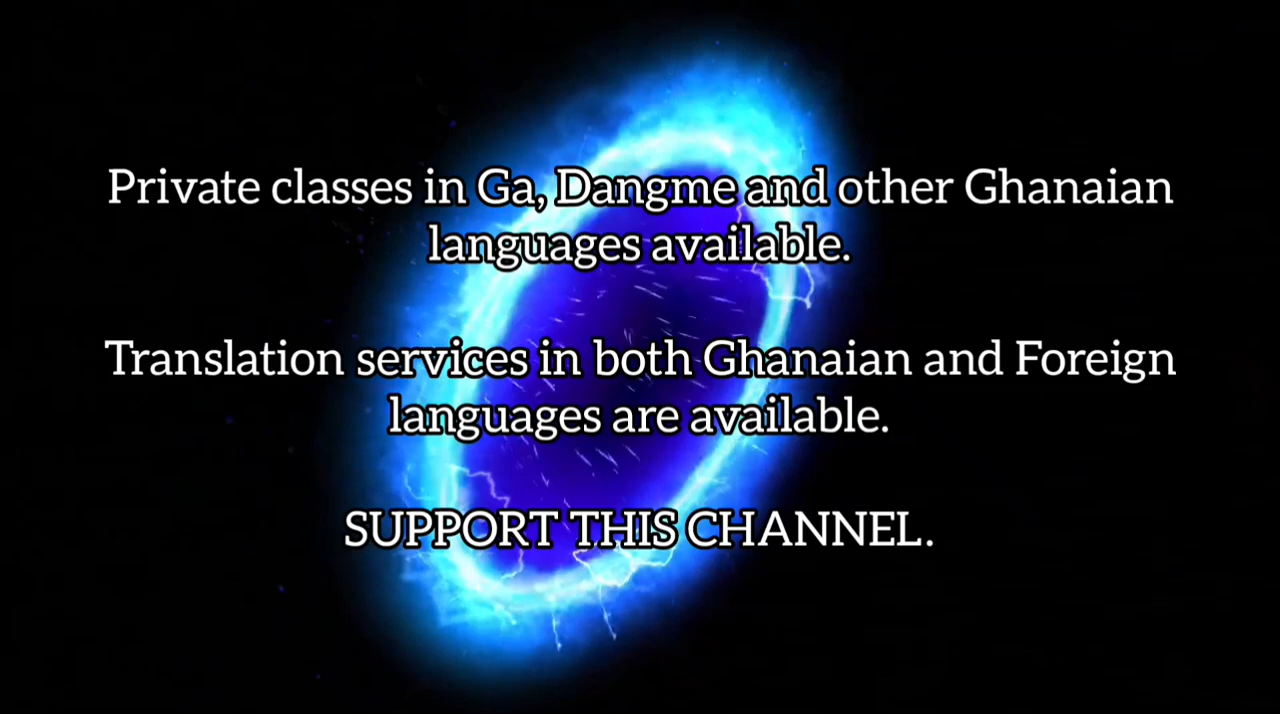 Private classes in Ga, Dangme and other Ghanaian
languages available.
Translation services in both Ghanaian and Foreign
languages are available.
SUPPORT THIS CHANNEL.